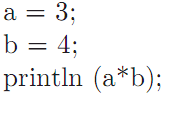 a = 3;
b = 4;
println (a*b);